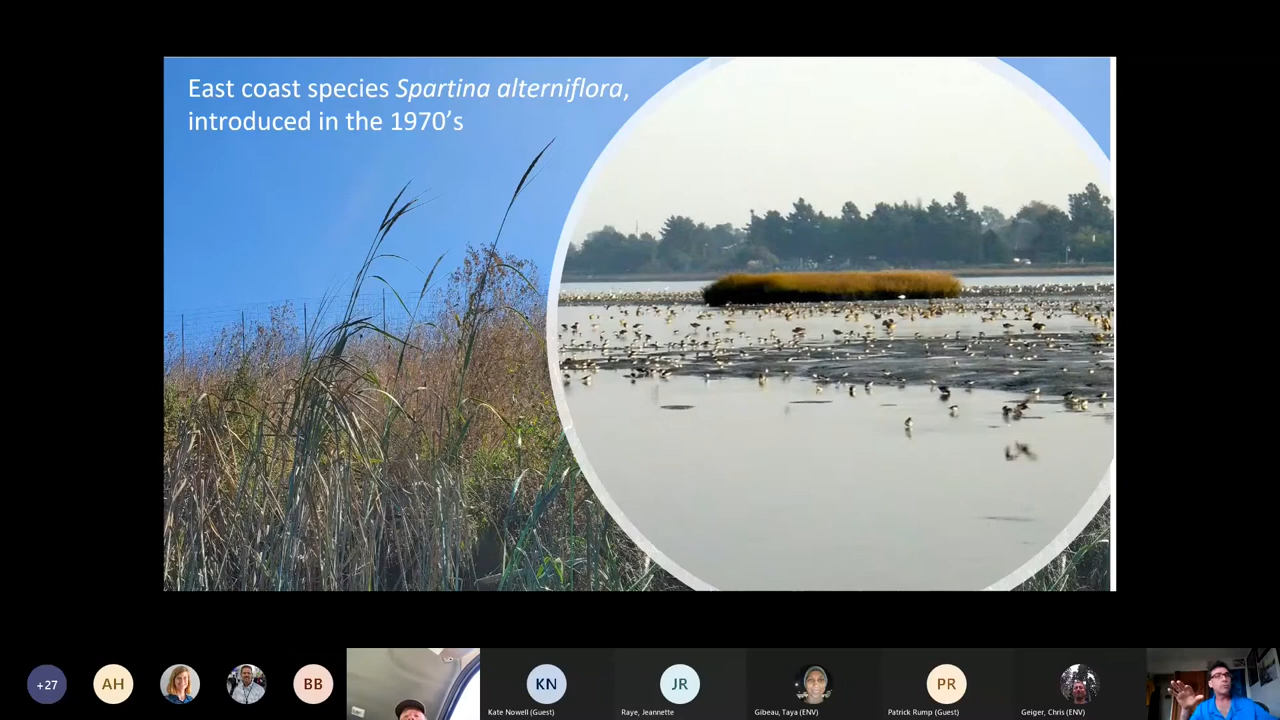 East coast species Spartina alterniflora,
introduced in the 1970's
+27
AH
BB
KN
JR
PR
Kate Nowell (Guest)
Raye, Jeannette
Gibeau, Taya (ENV)
Patrick Rump (Guest)
Geiger, Chris (ENV)